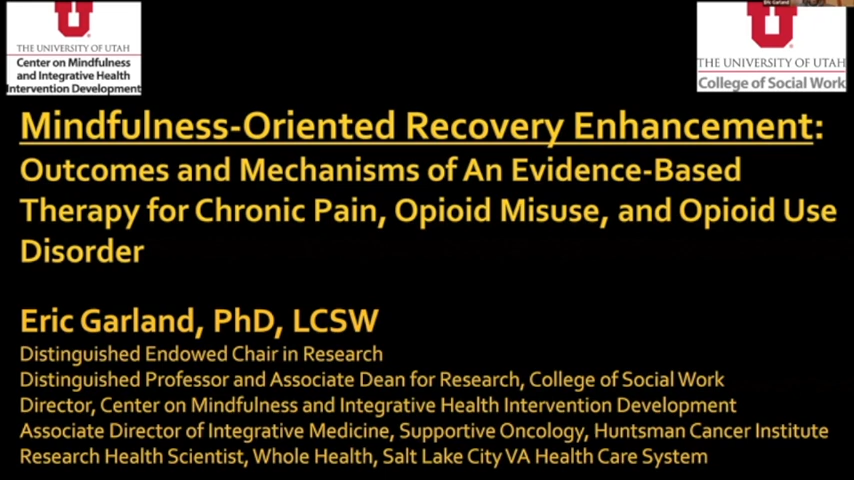 Eric Garland
THE UNIVERSITY OF UTAH
Center on Mindfulness
and Integrative Health
Intervention Development
THE UNIVERSITY OF UTAH
College of Social Work
Mindfulness-Oriented Recovery Enhancement:
Outcomes and Mechanisms of An Evidence-Based
Therapy for Chronic Pain, Opioid Misuse, and Opioid Use
Disorder
Eric Garland, PhD, LCSW
Distinguished Endowed Chair in Research
Distinguished Professor and Associate Dean for Research, College of Social Work
Director, Center on Mindfulness and Integrative Health Intervention Development
Associate Director of Integrative Medicine, Supportive Oncology, Huntsman Cancer Institute
Research Health Scientist, Whole Health, Salt Lake City VA Health Care System